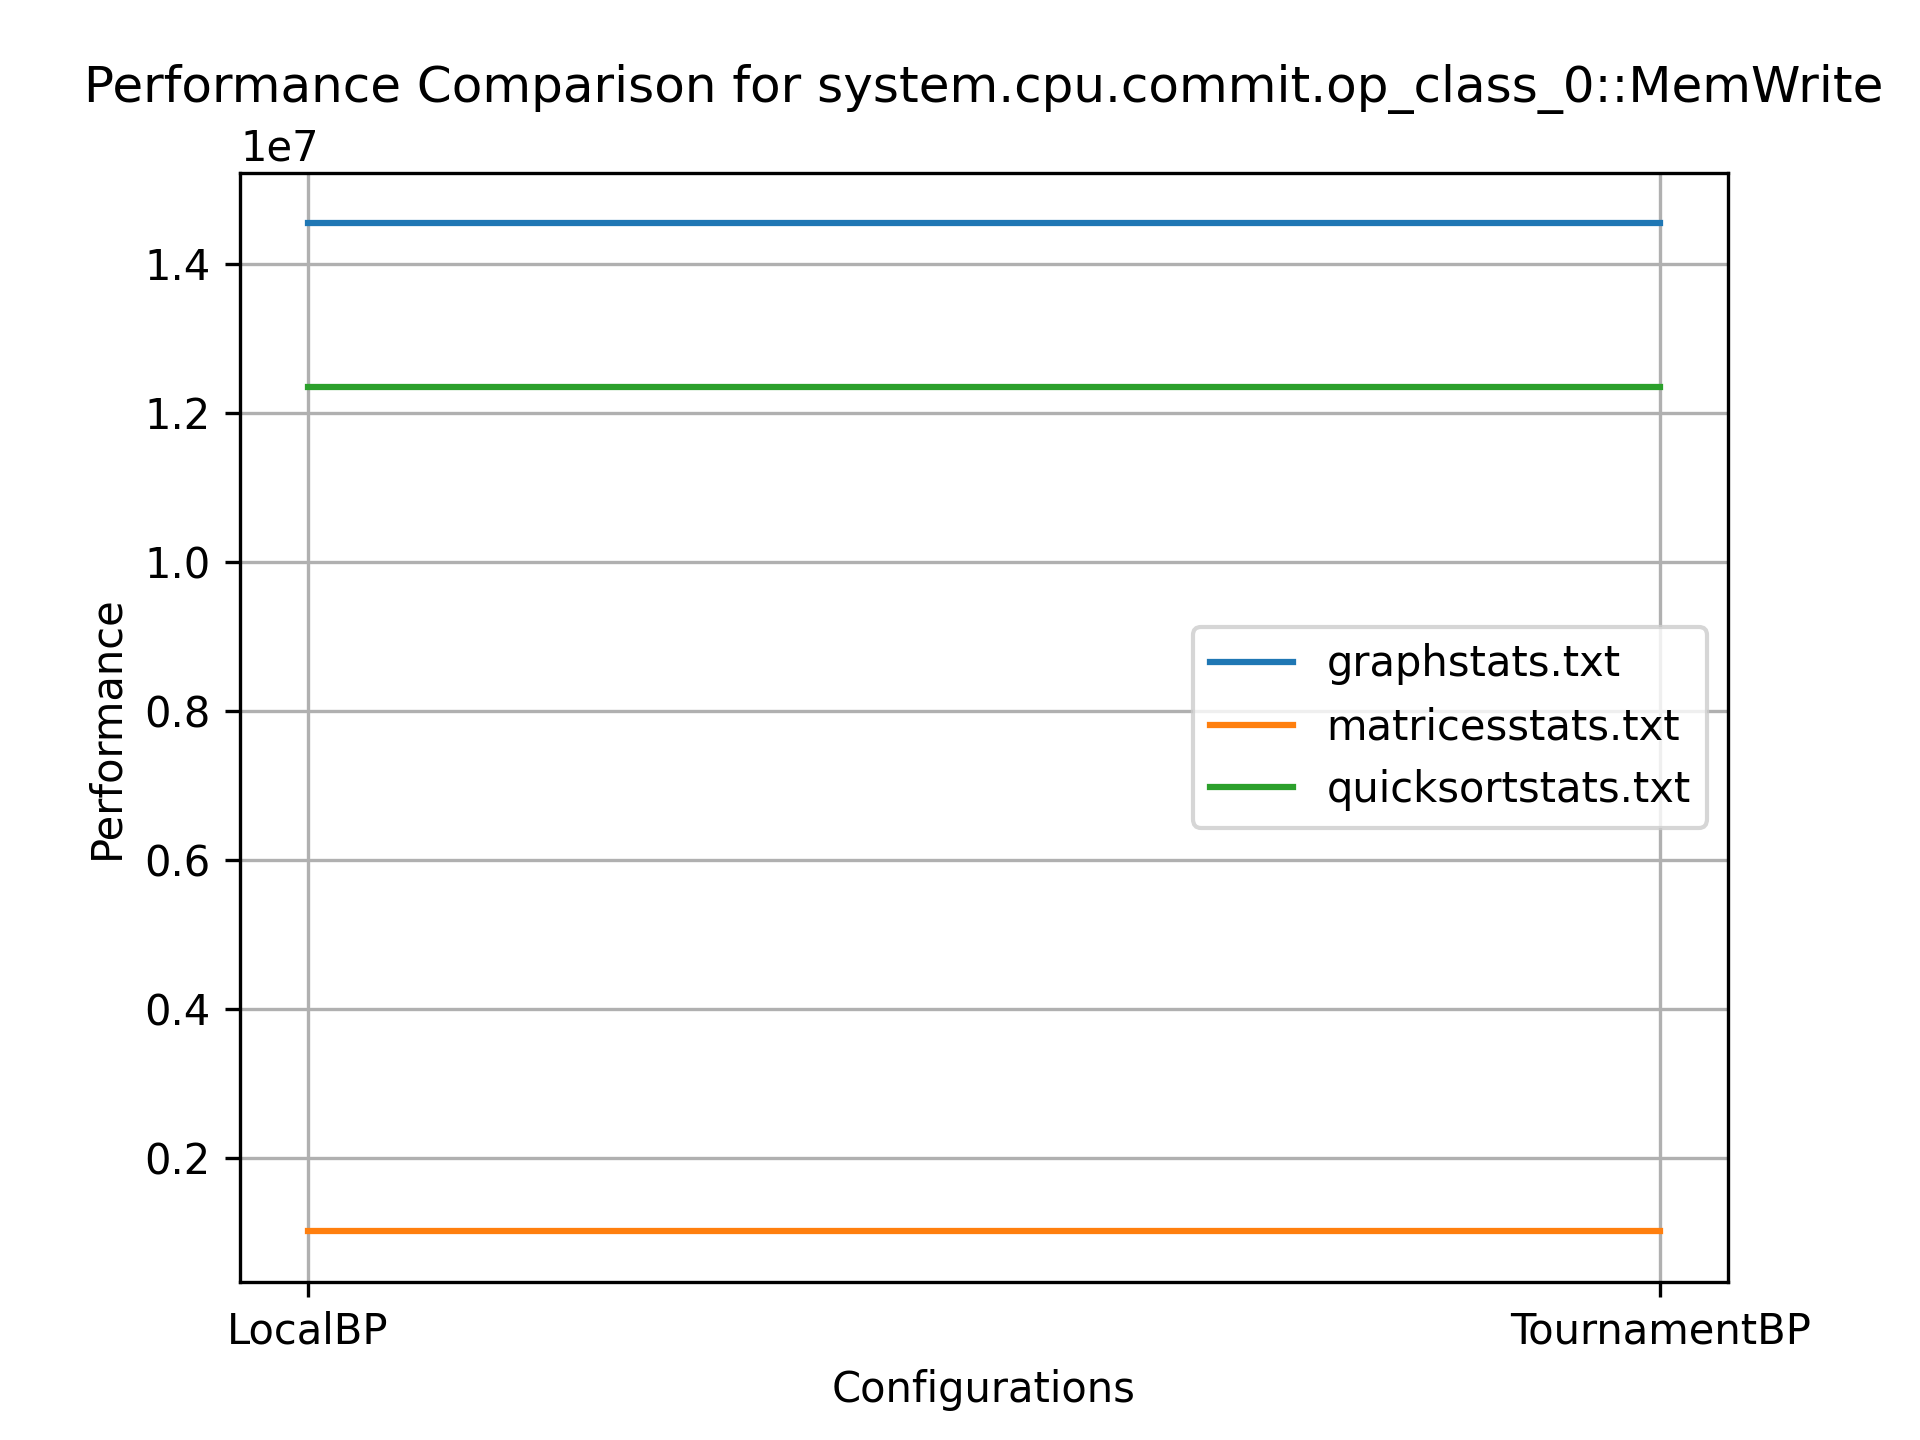 Performance Comparison for system.cpu.commit.op_class_0::MemWrite
1e7
1.4
1.2
1.0
0.8
0.6
0.4
0.2
Performance
graphstats.txt
matricesstats.txt
quicksortstats.txt
LocalBP
TournamentBP
Configurations